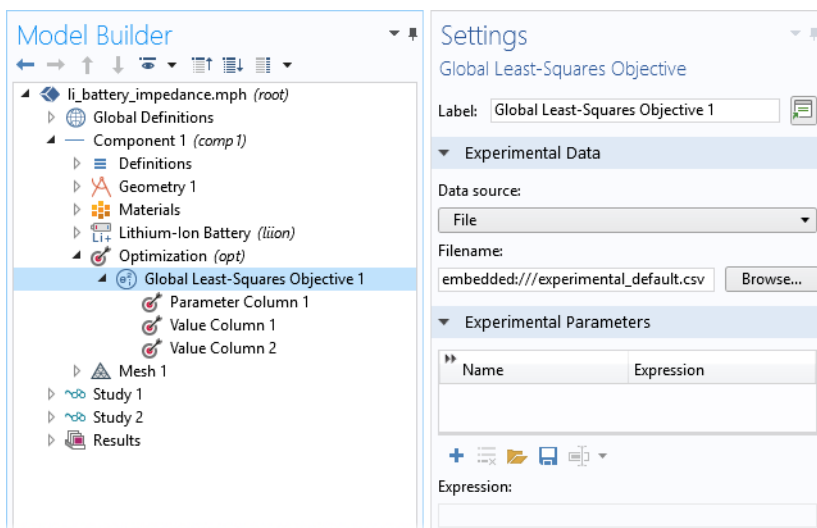 Model Builder
li_battery_impedance.mph (root)
Global Definitions
Component 1 (comp1)
Definitions
Geometry 1
Materials
Li+ Lithium-Ion Battery (liion)
Optimization (opt)
Global Least-Squares Objective 1
Parameter Column 1
Value Column 1
Value Column 2
Mesh 1
Study 1
Study 2
Results
Settings
Global Least-Squares Objective
Label: Global Least-Squares Objective 1
Experimental Data
Data source:
File
Filename:
embedded:///experimental_default.csv Browse...
Experimental Parameters
Name Expression
Expression: